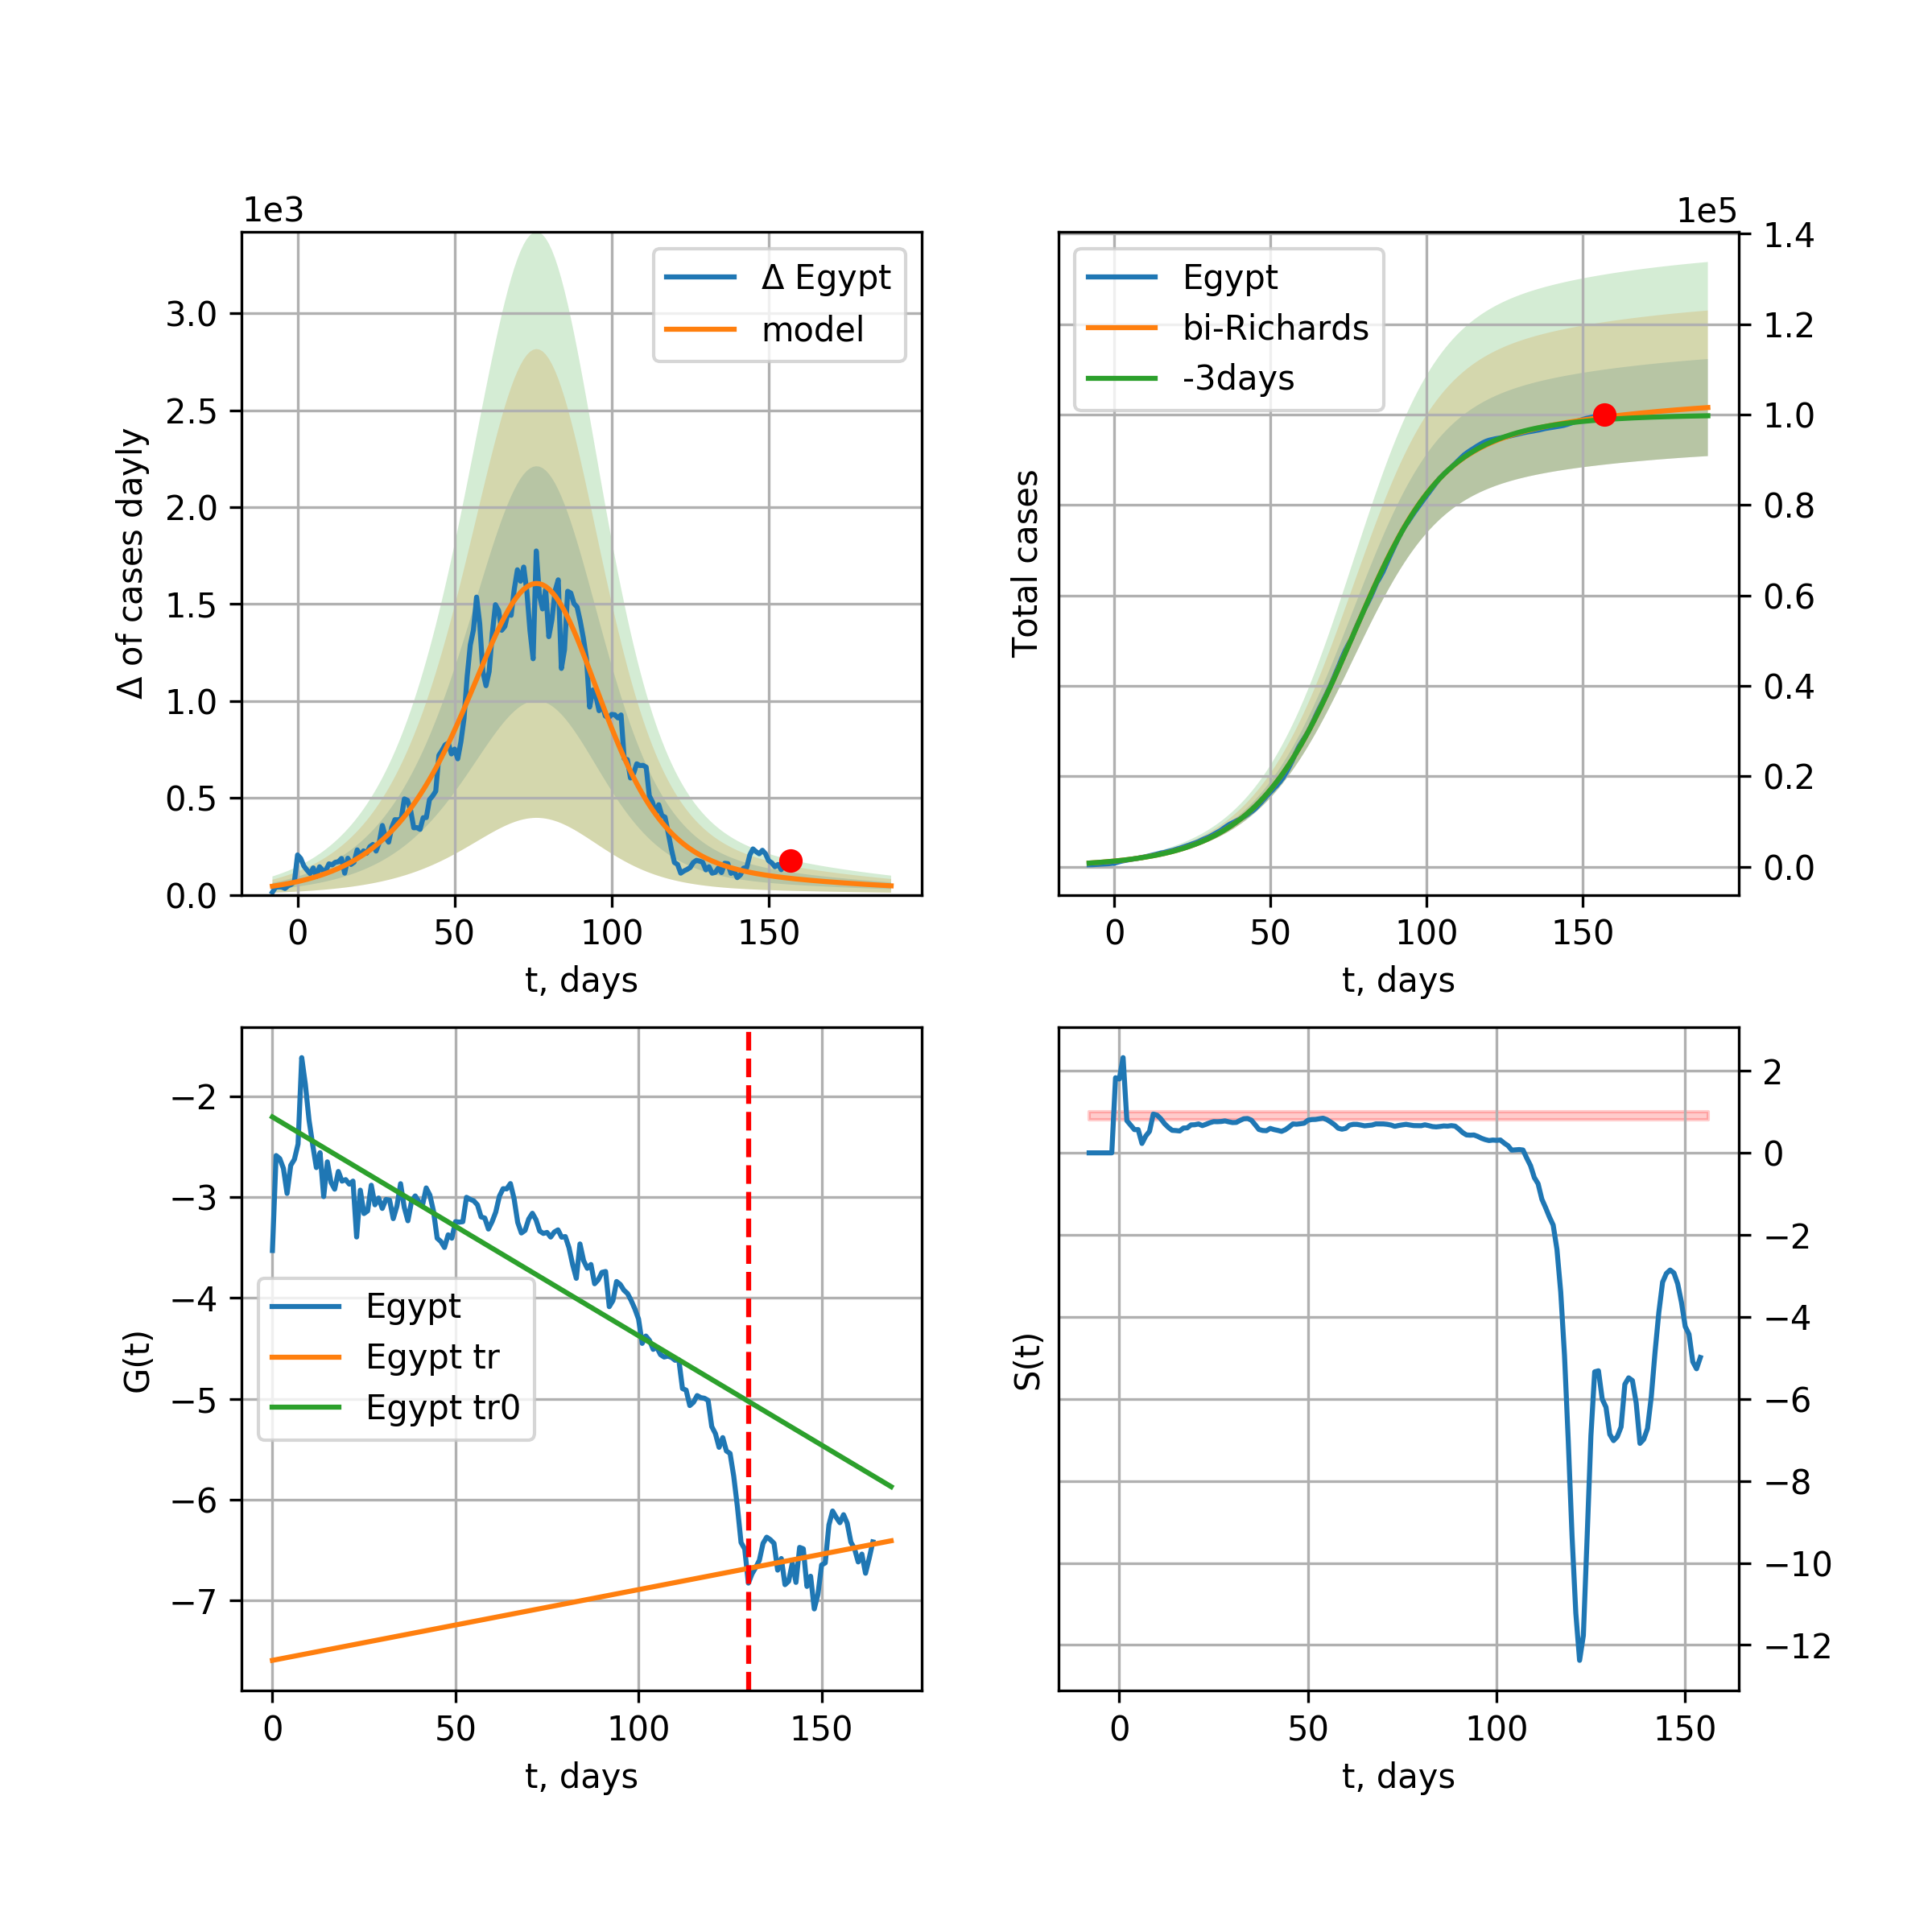 1e3
Δ Egypt
model
3.0
2.5
2.0
1.5
1.0
0.5
0.0
Δ of cases dayly
0 50 100 150
t, days
1e5
Egypt
bi-Richards
-3days
Total cases
1.4
1.2
1.0
0.8
0.6
0.4
0.2
0.0
0 50 100 150
t, days
−2
−3
−4
−5
−6
−7
G(t)
Egypt
Egypt tr
Egypt tr0
0 50 100 150
t, days
S(t)
2
0
−2
−4
−6
−8
−10
−12
0 50 100 150
t, days